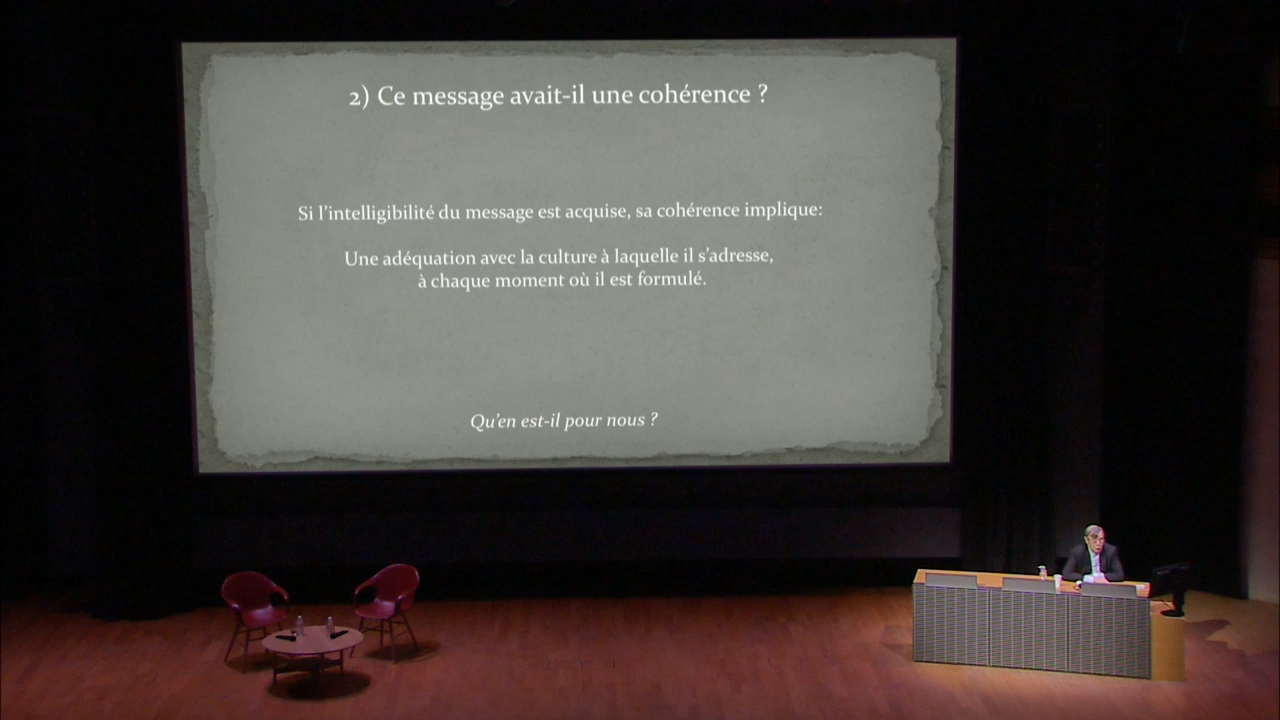 2) Ce message avait-il une cohérence ?
Si l'intelligibilité du message est acquise, sa cohérence implique:
Une adéquation avec la culture à laquelle il s'adresse,
à chaque moment où il est formulé.
Qu'en est-il pour nous ?